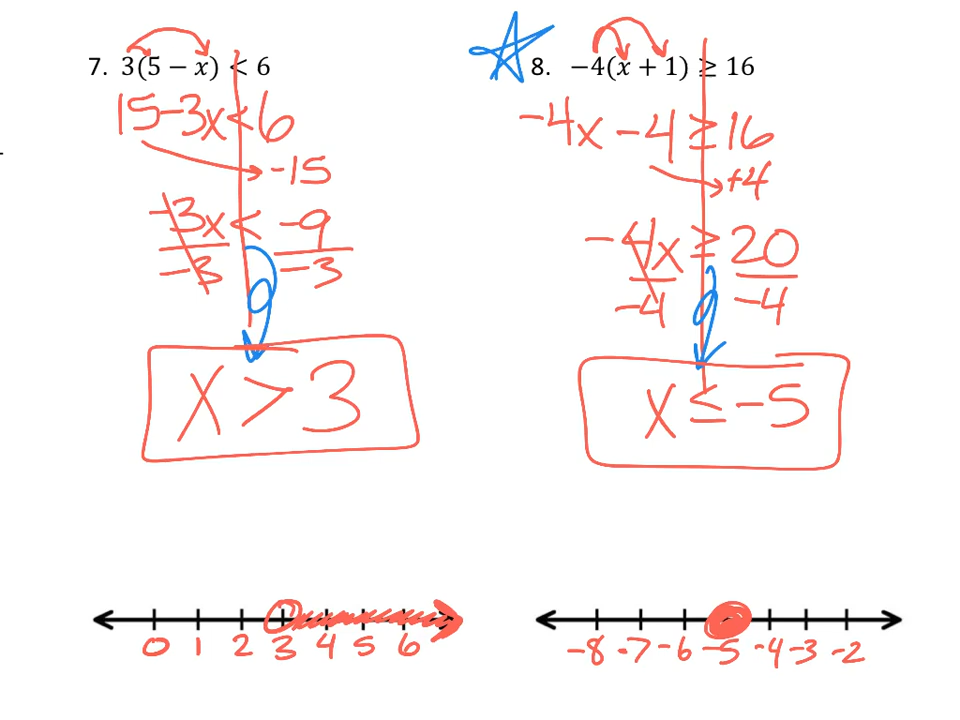 7. 3(5 − x) < 6
15-3x<6
-15
-3x < -9
-3 -3
x > 3
0 1 2 3 4 5 6
8. −4(x + 1) ≥ 16
-4x -4 ≥ 16
+4
-4x ≥ 20
-4 -4
x ≤ -5
-8 -7 -6 -5 -4 -3 -2